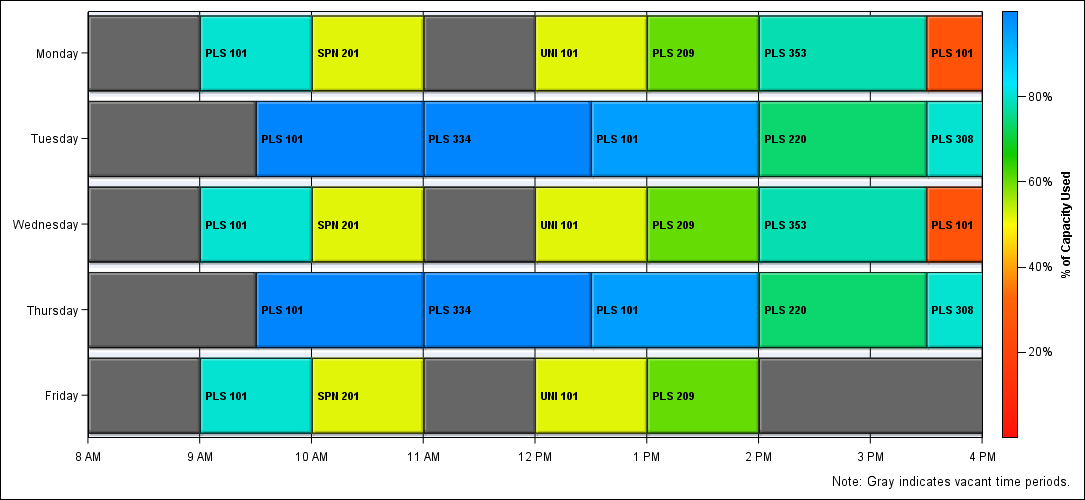 Monday
PLS 101
SPN 201
UNI 101
PLS 209
PLS 353
PLS 101
Tuesday
PLS 101
PLS 334
PLS 101
PLS 220
PLS 308
Wednesday
PLS 101
SPN 201
UNI 101
PLS 209
PLS 353
PLS 101
Thursday
PLS 101
PLS 334
PLS 101
PLS 220
PLS 308
Friday
PLS 101
SPN 201
UNI 101
PLS 209
8 AM
9 AM
10 AM
11 AM
12 PM
1 PM
2 PM
3 PM
4 PM
80%
60%
40%
20%
% of Capacity Used
Note: Gray indicates vacant time periods.